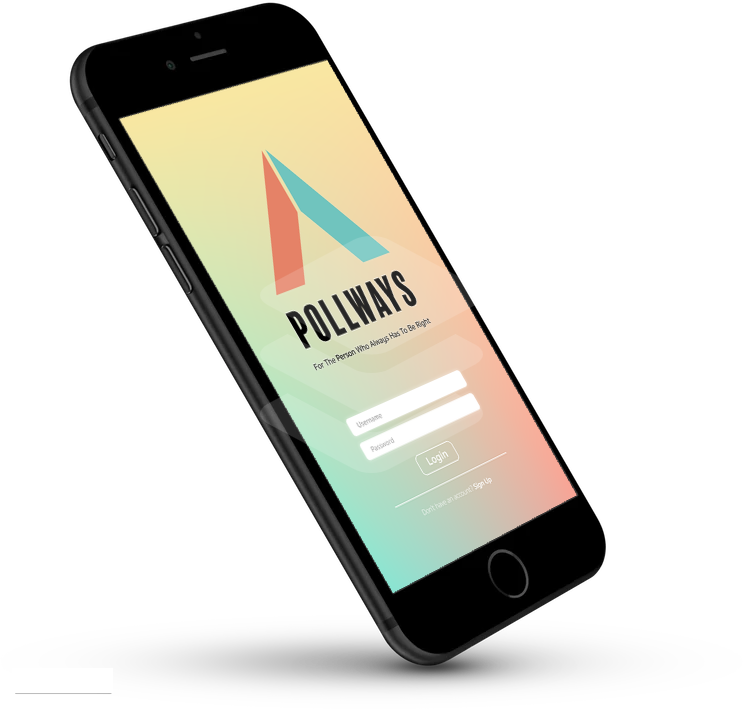 POLLWAYS
For The Person Who Always Has To Be Right
Username
Password
Login
Don't have an account? Sign Up